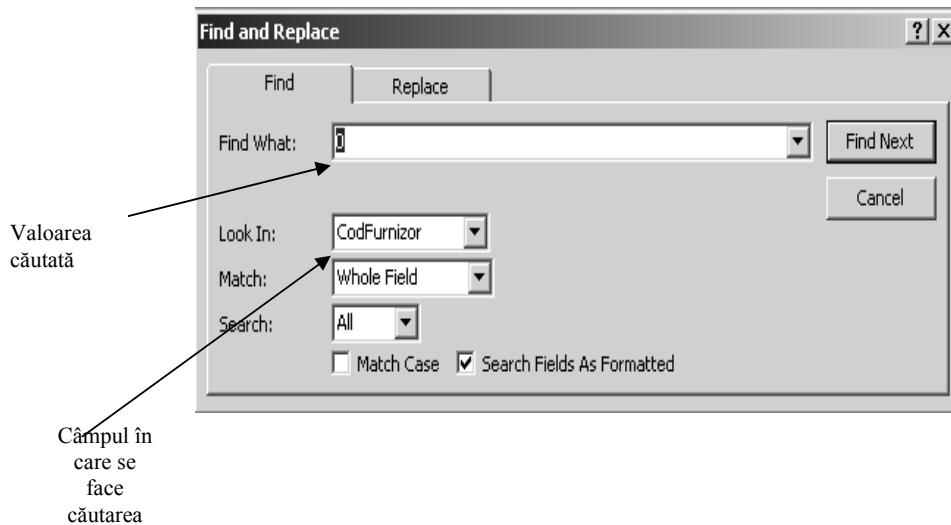 Find and Replace
Find Replace
Find What: 0 Find Next
Cancel
Valoarea
căutată
Look In: CodFurnizor
Match: Whole Field
Search: All
Match Case Search Fields As Formatted
Câmpul în
care se
face
căutarea